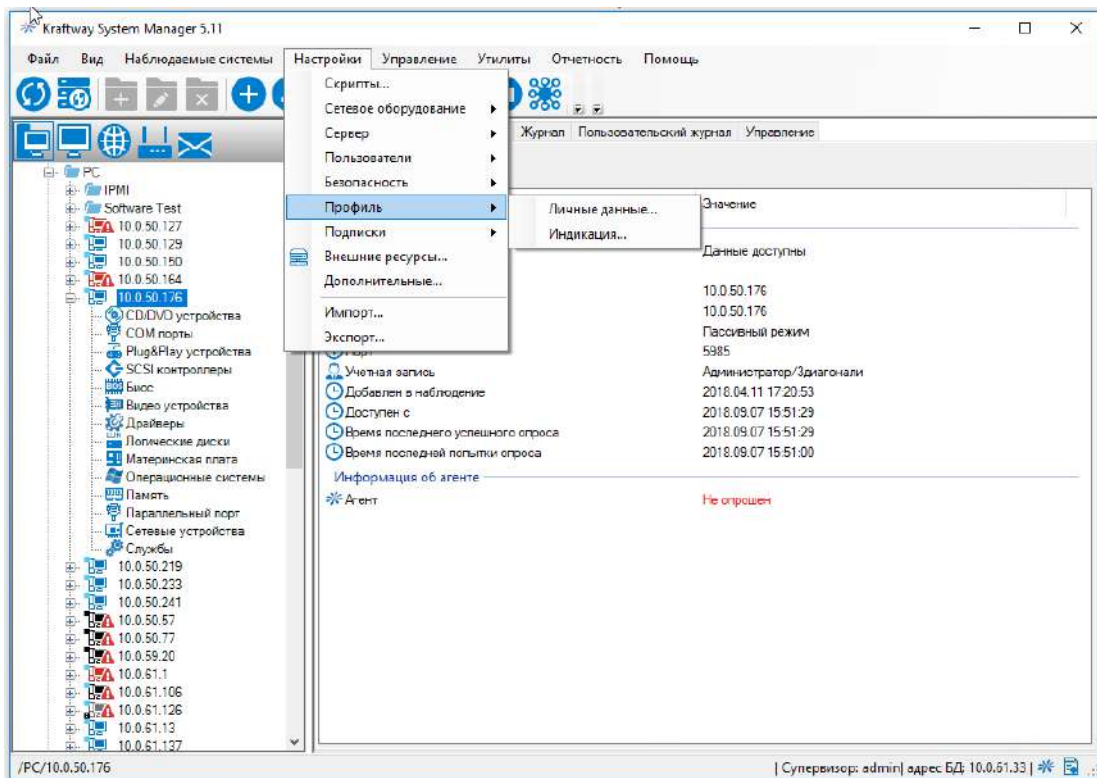 Kraftway System Manager 5.11
Файл Вид Наблюдаемые системы Настройки Управление Утилиты Отчетность Помощь
Скрипты...
Сетевое оборудование
Сервер
Пользователи
Безопасность
Профиль
Подписки
Внешние ресурсы...
Дополнительные...
Импорт...
Экспорт...
Личные данные...
Индикация...
Журнал Пользовательский журнал Управление
PC
IPMI
Software Test
10.0.50.127
10.0.50.129
10.0.50.150
10.0.50.164
10.0.50.176
CD/DVD устройства
COM порты
Plug&Play устройства
SCSI контроллеры
Биос
Видео устройства
Драйверы
Логические диски
Материнская плата
Операционные системы
Память
Параллельный порт
Сетевые устройства
Службы
10.0.50.219
10.0.50.233
10.0.50.241
10.0.50.57
10.0.50.77
10.0.59.20
10.0.61.1
10.0.61.106
10.0.61.126
10.0.61.13
10.0.61.137
Значение
Данные доступны
10.0.50.176
10.0.50.176
Пассивный режим
Порт 5985
Учетная запись Администратор/3диагонали
Добавлен в наблюдение 2018.04.11 17:20:53
Доступен с 2018.09.07 15:51:29
Время последнего успешного опроса 2018.09.07 15:51:29
Время последней попытки опроса 2018.09.07 15:51:00
Информация об агенте
Агент Не опрошен
/PC/10.0.50.176
| Супервизор: admin| адрес БД: 10.0.61.33 |